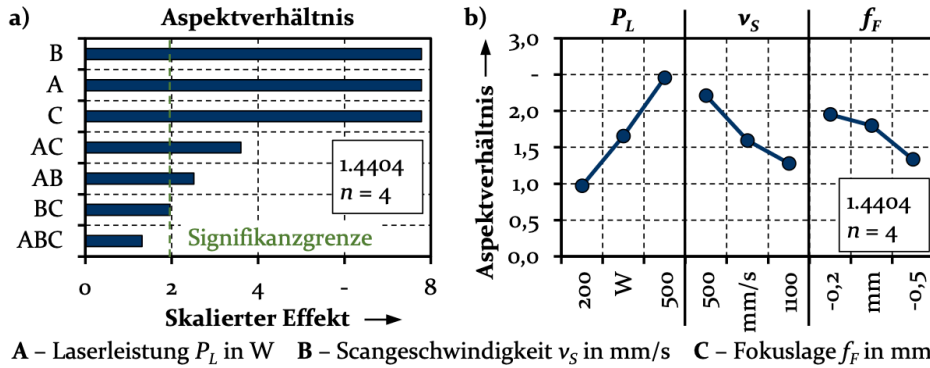 a) Aspektverhältnis
B
A
C
AC
AB
BC
ABC
1.4404
n = 4
Signifikanzgrenze
0 2 4 - 8
Skalierter Effekt
b) P_L v_S f_F
Aspektverhältnis
3,0
-
2,0
1,5
1,0
0,5
0,0
1.4404
n = 4
200 W 500 500 mm/s 1100 -0,2 mm -0,5
A – Laserleistung P_L in W B – Scangeschwindigkeit v_S in mm/s C – Fokuslage f_F in mm